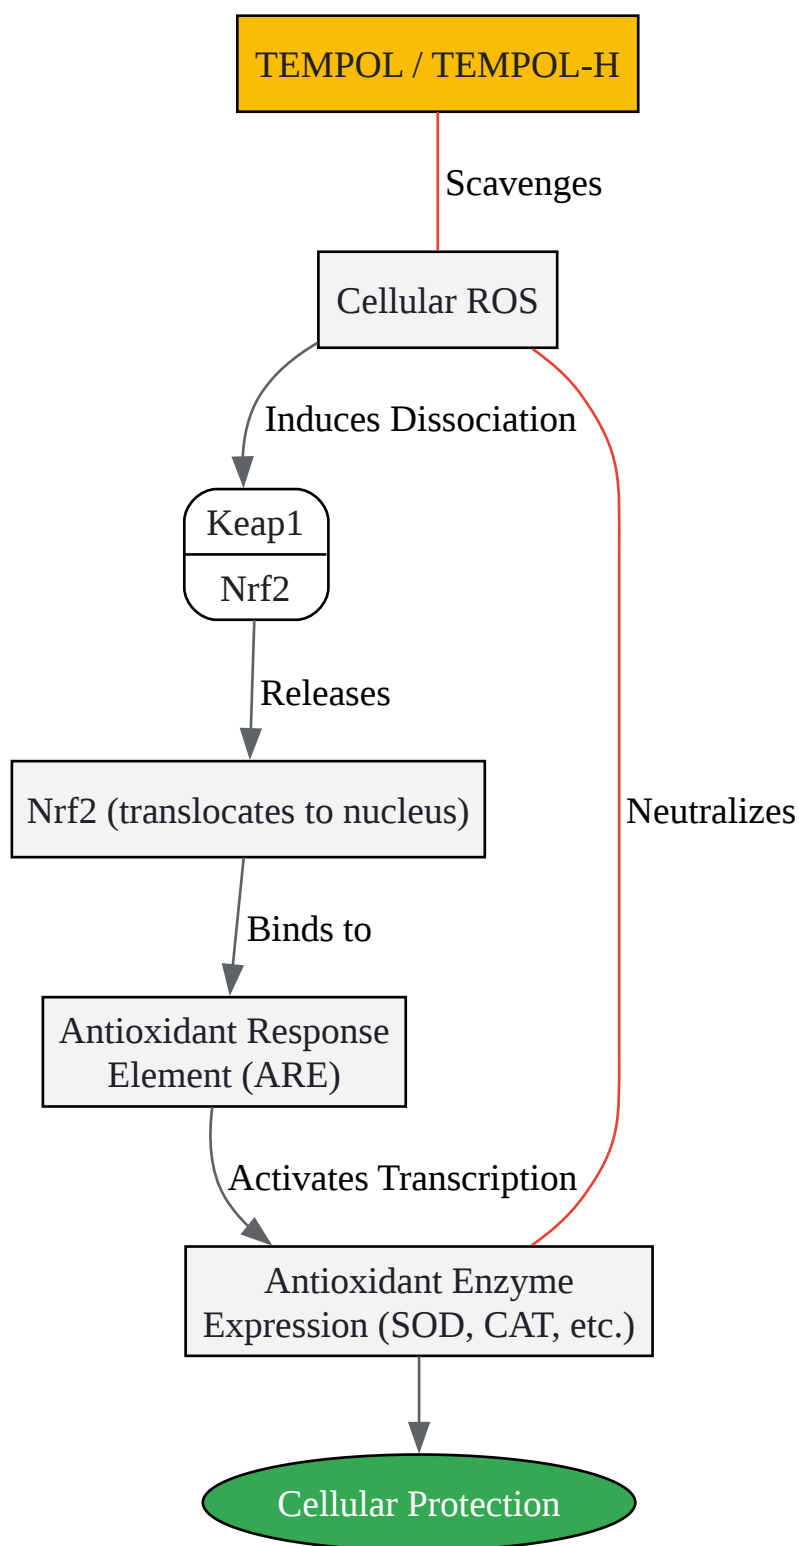 TEMPOL / TEMPOL-H
Scavenges
Cellular ROS
Induces Dissociation
Keap1
Nrf2
Releases
Nrf2 (translocates to nucleus)
Neutralizes
Binds to
Antioxidant Response
Element (ARE)
Activates Transcription
Antioxidant Enzyme
Expression (SOD, CAT, etc.)
Cellular Protection